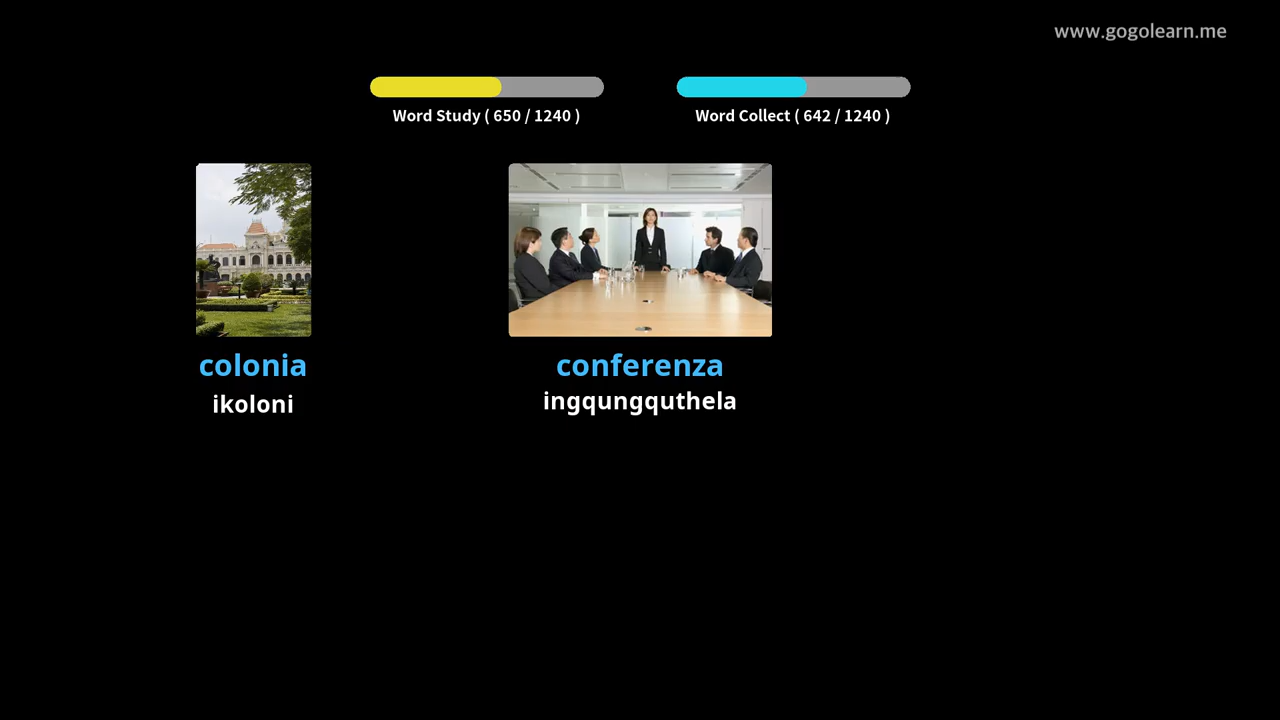 www.gogolearn.me
Word Study ( 650 / 1240 )
Word Collect ( 642 / 1240 )
colonia
ikoloni
conferenza
ingqungquthela